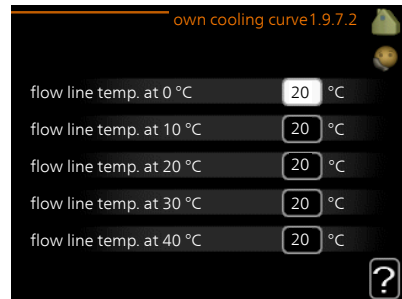 own cooling curve1.9.7.2
flow line temp. at 0 °C 20 °C
flow line temp. at 10 °C 20 °C
flow line temp. at 20 °C 20 °C
flow line temp. at 30 °C 20 °C
flow line temp. at 40 °C 20 °C
?